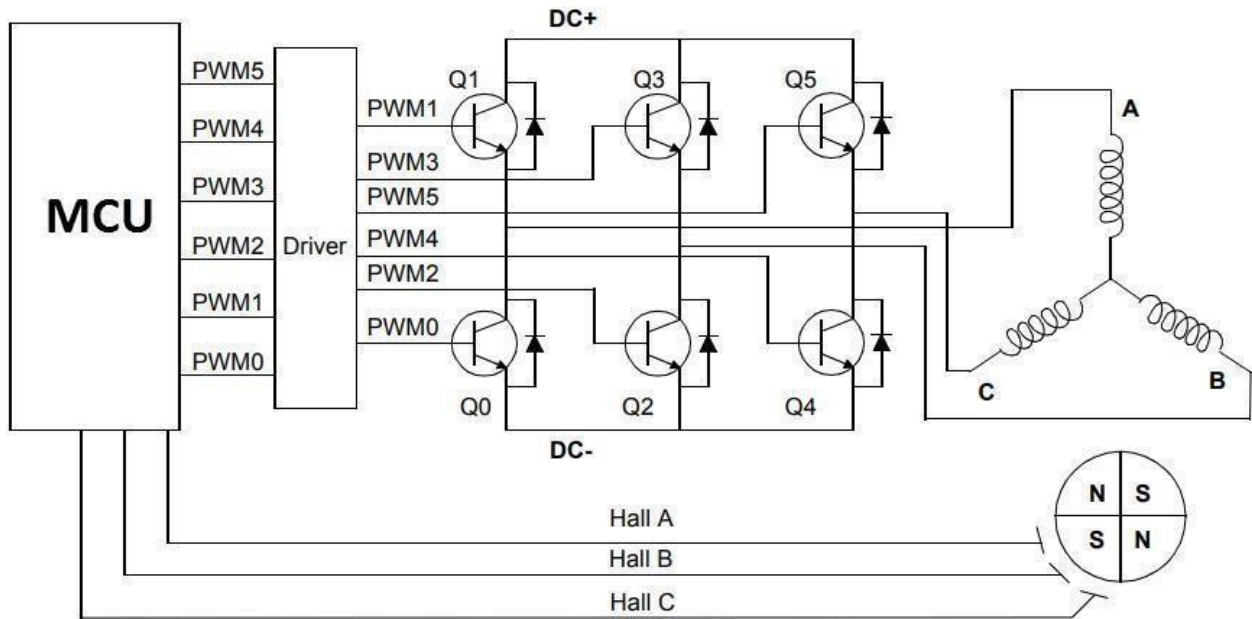 DC+
PWM5
PWM4
PWM3
PWM2
PWM1
PWM0
MCU
Driver
PWM1
PWM3
PWM5
PWM4
PWM2
PWM0
Q1
Q3
Q5
Q0
Q2
Q4
DC-
A
C
B
N
S
S
N
Hall A
Hall B
Hall C